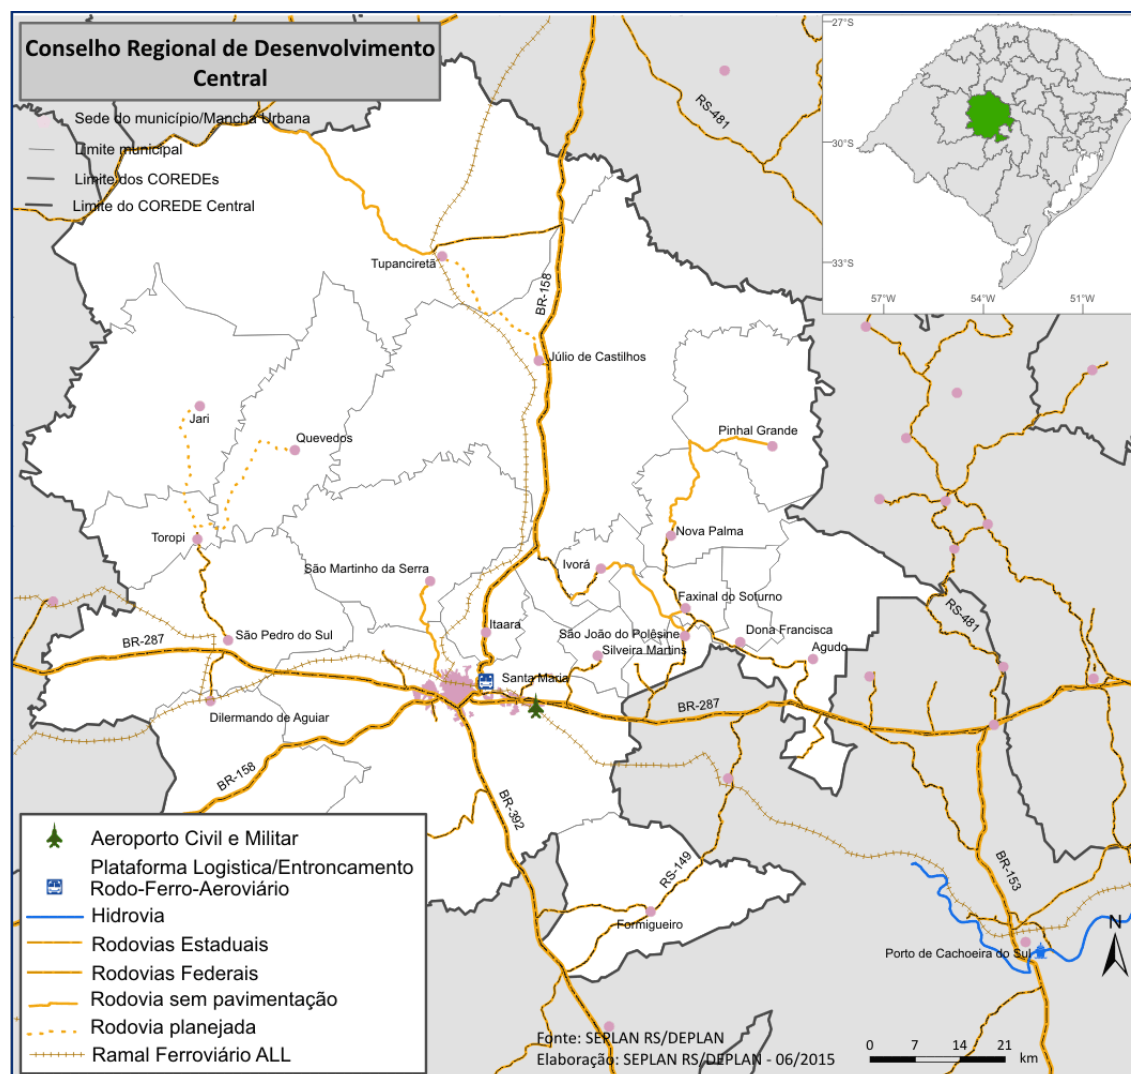 Conselho Regional de Desenvolvimento
Central
Sede do município/Mancha Urbana
Limite municipal
Limite dos COREDEs
Limite do COREDE Central
27°S
30°S
33°S
57°W
54°W
51°W
RS-481
Tupanciretã
BR-158
Júlio de Castilhos
Jari
Quevedos
Pinhal Grande
Toropi
Nova Palma
São Martinho da Serra
Ivorá
Faxinal do Soturno
RS-481
BR-287
São Pedro do Sul
Itaara
São João do Polêsine
Dona Francisca
Silveira Martins
Agudo
Santa Maria
Dilermando de Aguiar
BR-287
BR-158
BR-392
RS-149
BR-153
Formigueiro
Porto de Cachoeira do Sul
N
Aeroporto Civil e Militar
Plataforma Logistica/Entroncamento
Rodo-Ferro-Aeroviário
Hidrovia
Rodovias Estaduais
Rodovias Federais
Rodovia sem pavimentação
Rodovia planejada
Ramal Ferroviário ALL
Fonte: SEPLAN RS/DEPLAN
Elaboração: SEPLAN RS/DEPLAN - 06/2015
0 7 14 21
km